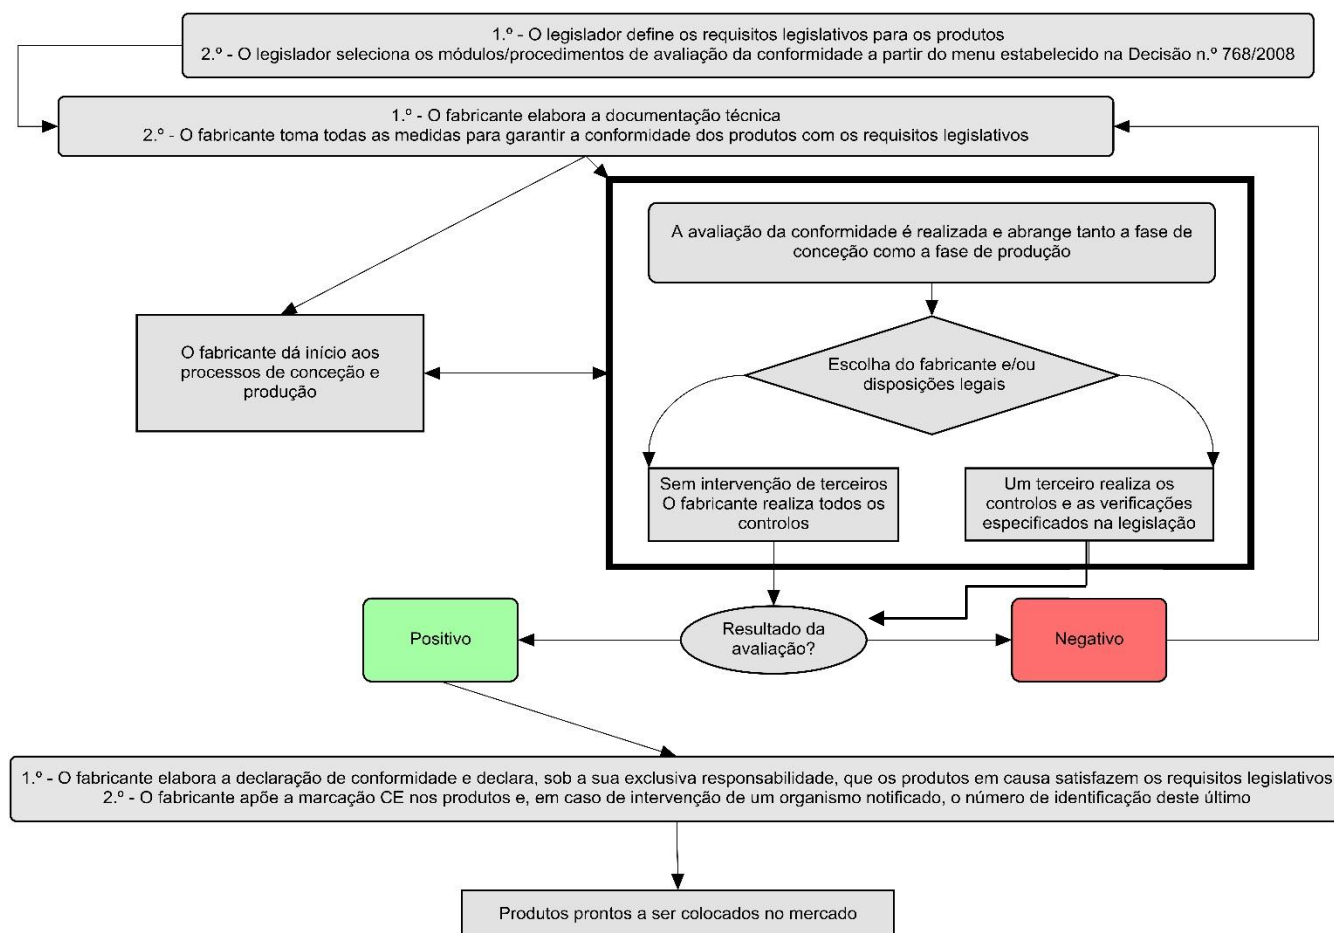 1.º - O legislador define os requisitos legislativos para os produtos
2.º - O legislador seleciona os módulos/procedimentos de avaliação da conformidade a partir do menu estabelecido na Decisão n.º 768/2008
1.º - O fabricante elabora a documentação técnica
2.º - O fabricante toma todas as medidas para garantir a conformidade dos produtos com os requisitos legislativos
A avaliação da conformidade é realizada e abrange tanto a fase de
conceção como a fase de produção
O fabricante dá início aos
processos de conceção e
produção
Escolha do fabricante e/ou
disposições legais
Sem intervenção de terceiros
O fabricante realiza todos os
controlos
Um terceiro realiza os
controlos e as verificações
especificados na legislação
Positivo
Resultado da
avaliação?
Negativo
1.º - O fabricante elabora a declaração de conformidade e declara, sob a sua exclusiva responsabilidade, que os produtos em causa satisfazem os requisitos legislativos
2.º - O fabricante apõe a marcação CE nos produtos e, em caso de intervenção de um organismo notificado, o número de identificação deste último
Produtos prontos a ser colocados no mercado